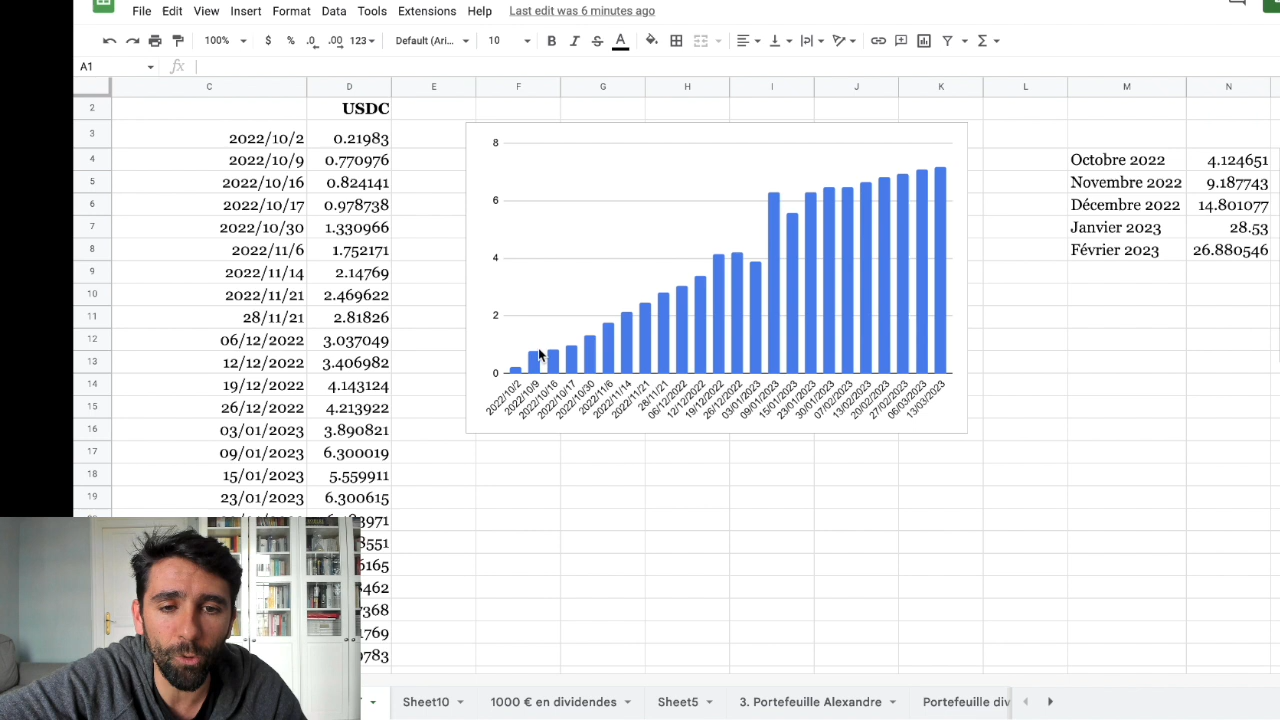 File Edit View Insert Format Data Tools Extensions Help Last edit was 6 minutes ago
100% $ % .0 .00 123 Default (Ari... 10 B I A
A1 fx
C D E F G H I J K L M N
2 USDC
3 2022/10/2 0.21983
4 2022/10/9 0.770976
5 2022/10/16 0.824141
6 2022/10/17 0.978738
7 2022/10/30 1.330966
8 2022/11/6 1.752171
9 2022/11/14 2.14769
10 2022/11/21 2.469622
11 28/11/21 2.81826
12 06/12/2022 3.037049
13 12/12/2022 3.406982
14 19/12/2022 4.143124
15 26/12/2022 4.213922
16 03/01/2023 3.890821
17 09/01/2023 6.300019
18 15/01/2023 5.559911
19 23/01/2023 6.300615
8
6
4
2
0
2022/10/2 2022/10/9 2022/10/16 2022/10/17 2022/10/30 2022/11/6 2022/11/14 2022/11/21 28/11/21 06/12/2022 12/12/2022 19/12/2022 26/12/2022 03/01/2023 09/01/2023 15/01/2023 23/01/2023 30/01/2023 07/02/2023 13/02/2023 20/02/2023 27/02/2023 06/03/2023 13/03/2023
Octobre 2022 4.124651
Novembre 2022 9.187743
Décembre 2022 14.801077
Janvier 2023 28.53
Février 2023 26.880546
Sheet10 1000 € en dividendes Sheet5 3. Portefeuille Alexandre Portefeuille div